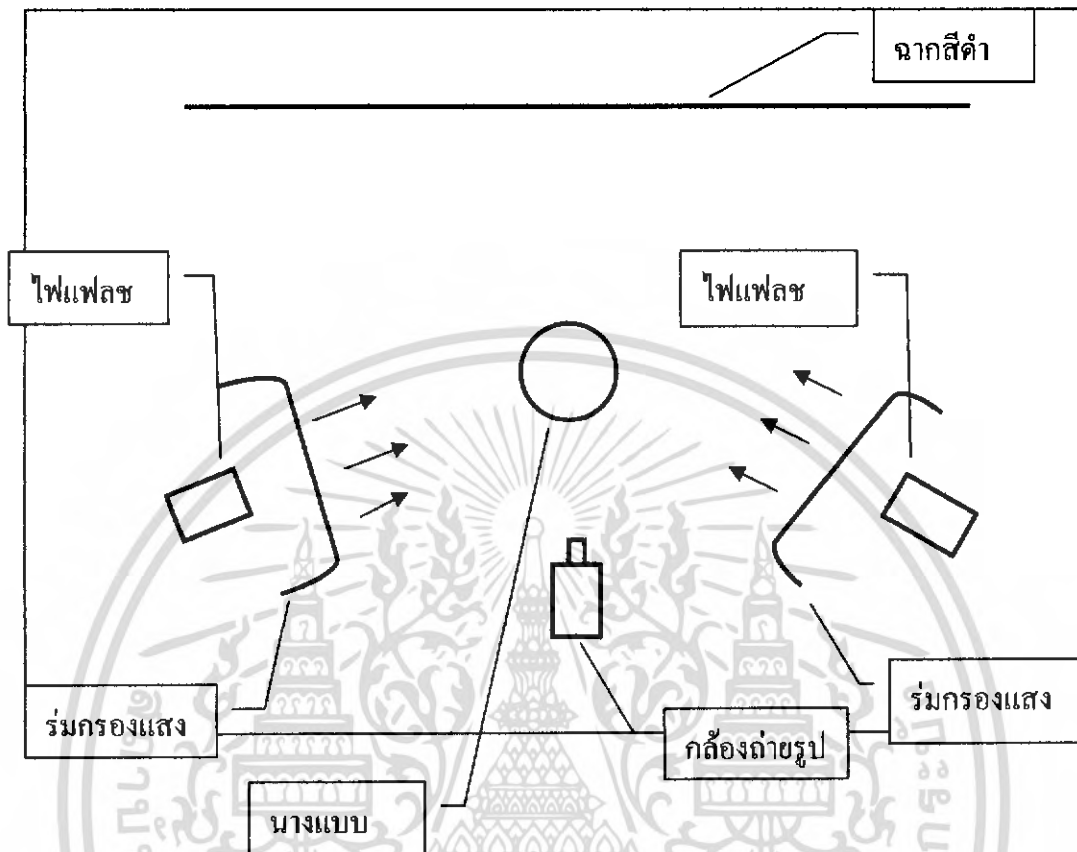 ฉากสีดำ
ไฟแฟลช
ไฟแฟลช
ร่มกรองแสง
ร่มกรองแสง
กล้องถ่ายรูป
นางแบบ